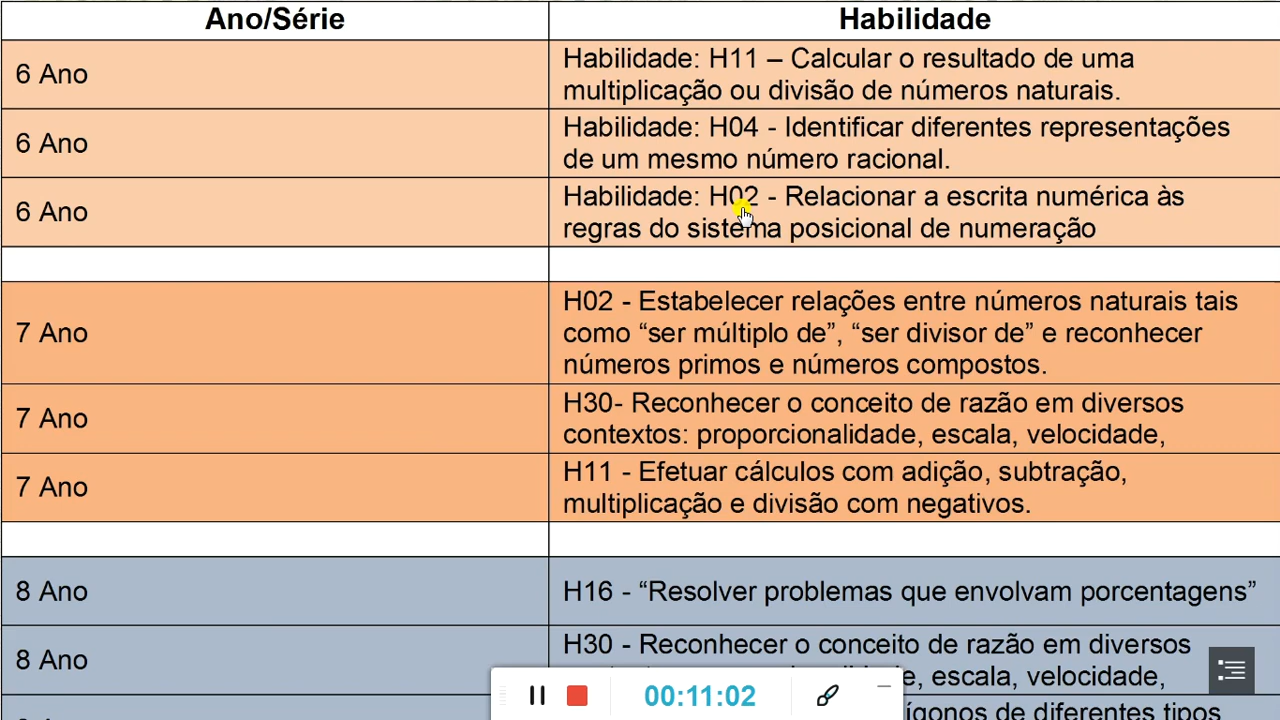 Ano/Série
Habilidade
6 Ano
Habilidade: H11 – Calcular o resultado de uma
multiplicação ou divisão de números naturais.
6 Ano
Habilidade: H04 - Identificar diferentes representações
de um mesmo número racional.
6 Ano
Habilidade: H02 - Relacionar a escrita numérica às
regras do sistema posicional de numeração
7 Ano
H02 - Estabelecer relações entre números naturais tais
como “ser múltiplo de”, “ser divisor de” e reconhecer
números primos e números compostos.
7 Ano
H30- Reconhecer o conceito de razão em diversos
contextos: proporcionalidade, escala, velocidade,
7 Ano
H11 - Efetuar cálculos com adição, subtração,
multiplicação e divisão com negativos.
8 Ano
H16 - “Resolver problemas que envolvam porcentagens”
8 Ano
H30 - Reconhecer o conceito de razão em diversos
escala, velocidade,
de diferentes tipos
00:11:02